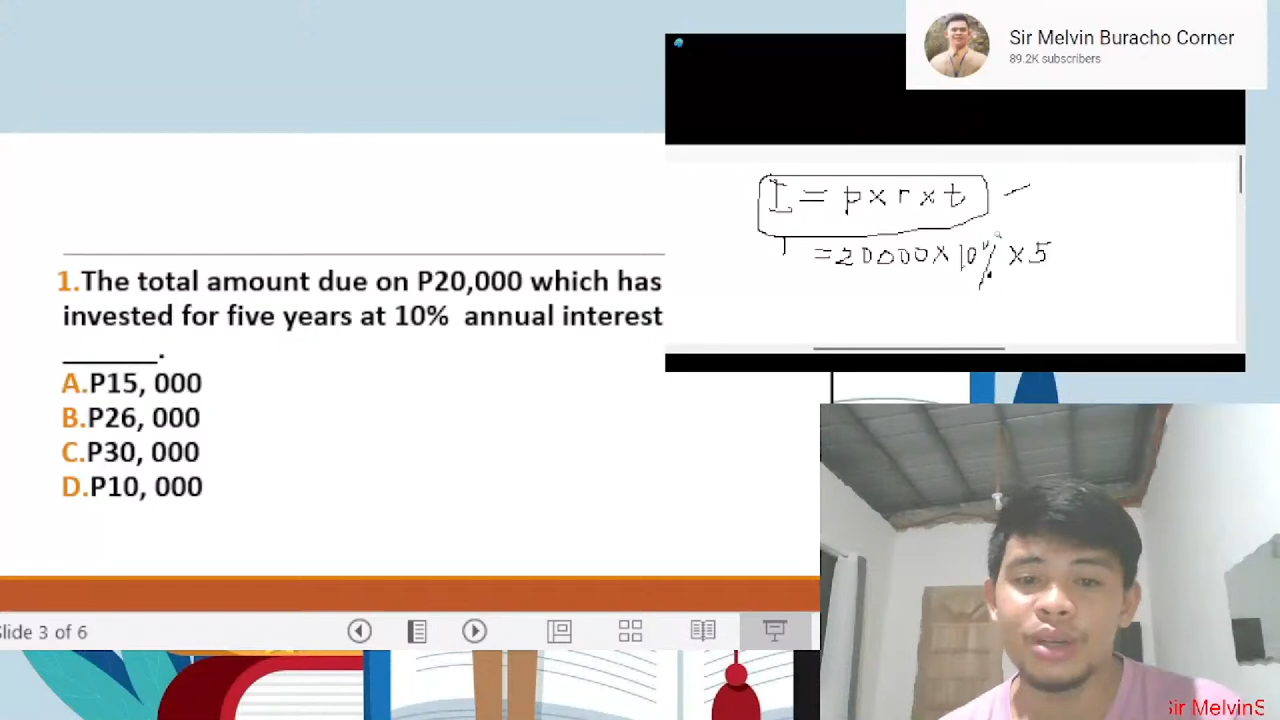 Sir Melvin Buracho Corner
89.2K subscribers
I = p x r x t
= 20000 x 10% x 5
1.The total amount due on P20,000 which has
invested for five years at 10% annual interest
______.
A.P15, 000
B.P26, 000
C.P30, 000
D.P10, 000
Slide 3 of 6
Sir MelvinS